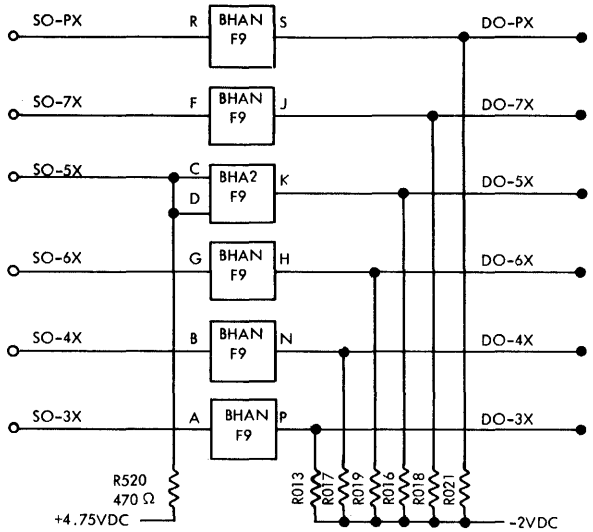 SO-PX R BHAN F9 S DO-PX
SO-7X F BHAN F9 J DO-7X
SO-5X C D BHA2 F9 K DO-5X
SO-6X G BHAN F9 H DO-6X
SO-4X B BHAN F9 N DO-4X
SO-3X A BHAN F9 P DO-3X
R520
470 Ω
R013 R017 R019 R016 R018 R021
+4.75VDC -2VDC